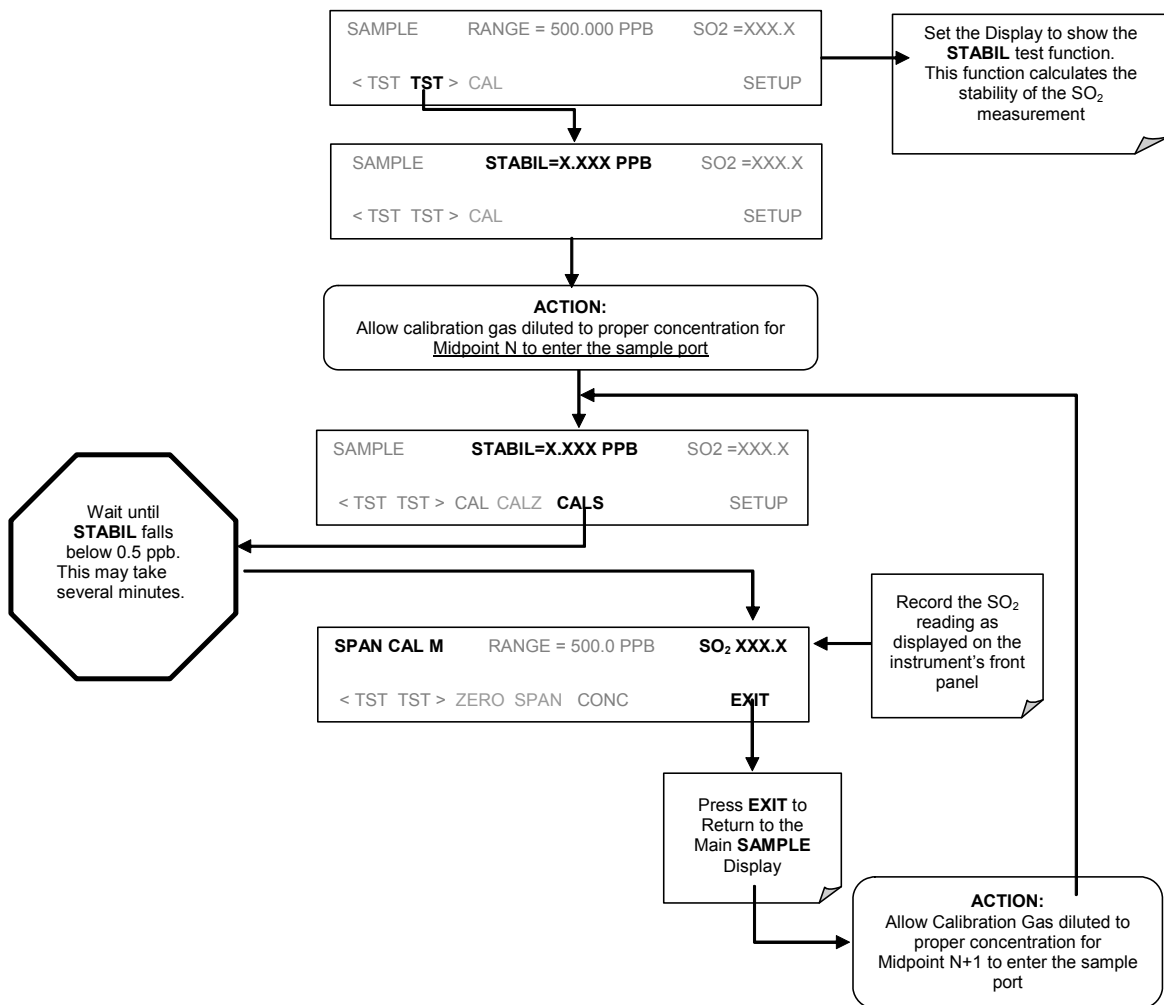 SAMPLE RANGE = 500.000 PPB SO2 =XXX.X
< TST TST > CAL SETUP
Set the Display to show the
STABIL test function.
This function calculates the
stability of the SO₂
measurement
SAMPLE STABIL=X.XXX PPB SO2 =XXX.X
< TST TST > CAL SETUP
ACTION:
Allow calibration gas diluted to proper concentration for
Midpoint N to enter the sample port
SAMPLE STABIL=X.XXX PPB SO2 =XXX.X
< TST TST > CAL CALZ CALS SETUP
Wait until
STABIL falls
below 0.5 ppb.
This may take
several minutes.
SPAN CAL M RANGE = 500.0 PPB SO₂ XXX.X
< TST TST > ZERO SPAN CONC EXIT
Record the SO₂
reading as
displayed on the
instrument’s front
panel
Press EXIT to
Return to the
Main SAMPLE
Display
ACTION:
Allow Calibration Gas diluted to
proper concentration for
Midpoint N+1 to enter the sample
port